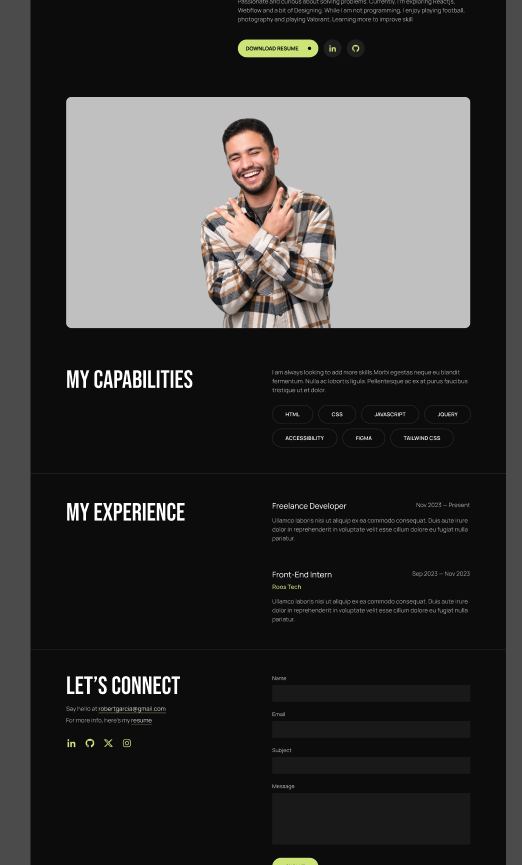 Passionate and curious about solving problems. Currently, I'm exploring Reactjs,
Webflow and a bit of Designing. While I am not programming, I enjoy playing football,
photography and playing Valorant. Learning more to improve skill.
DOWNLOAD RESUME
MY CAPABILITIES
I am always looking to add more skills Morbi egestas neque eu blandit
fermentum. Nulla ac lobortis ligula. Pellentesque ac ex at purus faucibus
tristique ut et dolor.
HTML
CSS
JAVASCRIPT
JQUERY
ACCESSIBILITY
FIGMA
TAILWIND CSS
MY EXPERIENCE
Freelance Developer
Nov 2023 — Present
Ullamco laboris nisi ut aliquip ex ea commodo consequat. Duis aute irure
dolor in reprehenderit in voluptate velit esse cillum dolore eu fugiat nulla
pariatur.
Front-End Intern
Sep 2023 — Nov 2023
Roos Tech
Ullamco laboris nisi ut aliquip ex ea commodo consequat. Duis aute irure
dolor in reprehenderit in voluptate velit esse cillum dolore eu fugiat nulla
pariatur.
LET'S CONNECT
Say hello at robertgarcia@gmail.com
For more info, here's my resume
Name
Email
Subject
Message